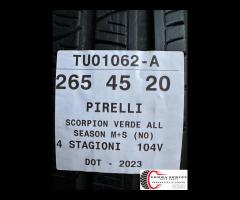 TU01062-A
265 45 20
PIRELLI
SCORPION VERDE ALL
SEASON M+S (NO)
4 STAGIONI 104V
DOT - 2023